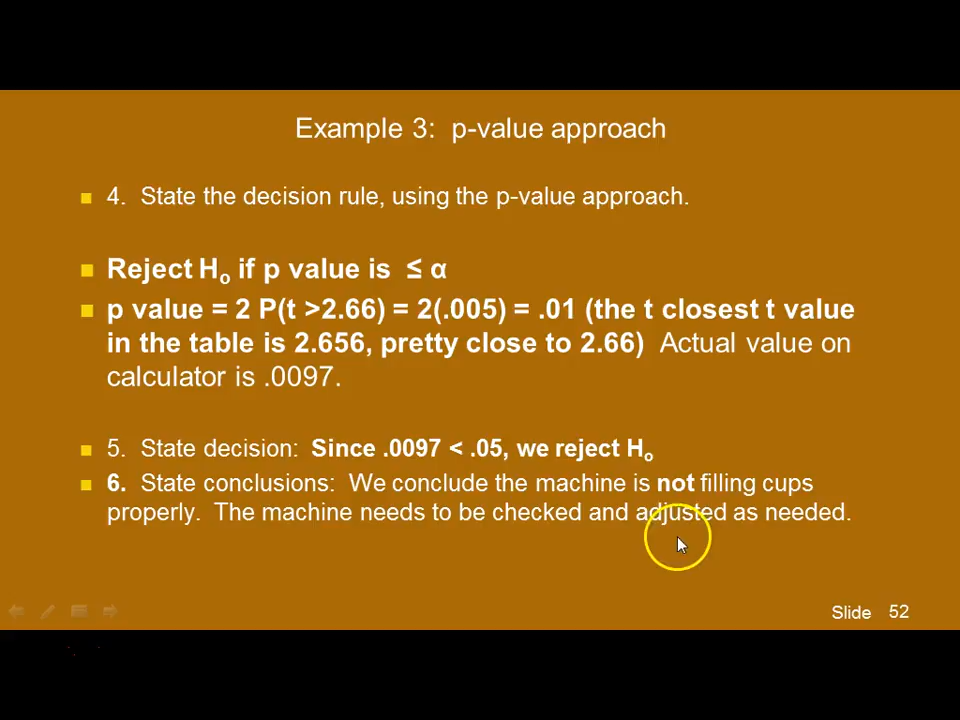 Example 3: p-value approach
4. State the decision rule, using the p-value approach.
Reject Ho if p value is ≤ α
p value = 2 P(t >2.66) = 2(.005) = .01 (the t closest t value
in the table is 2.656, pretty close to 2.66) Actual value on
calculator is .0097.
5. State decision: Since .0097 < .05, we reject Ho
6. State conclusions: We conclude the machine is not filling cups
properly. The machine needs to be checked and adjusted as needed.
Slide 52